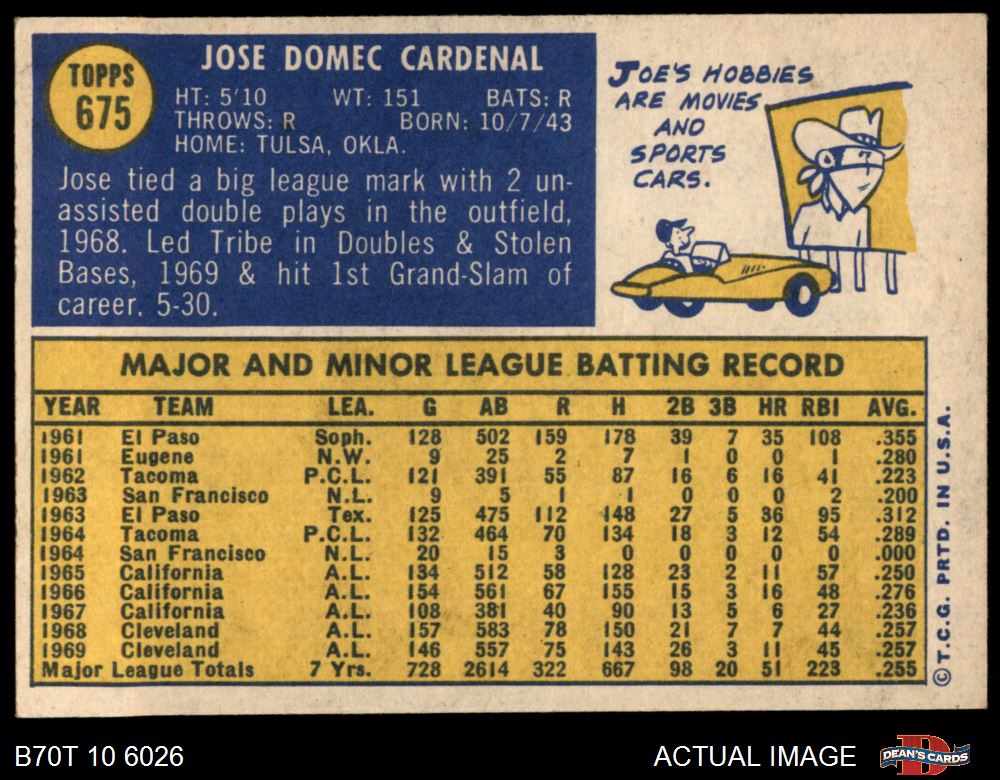 TOPPS
675
JOSE DOMEC CARDENAL
HT: 5'10 WT: 151 BATS: R
THROWS: R BORN: 10/7/43
HOME: TULSA, OKLA.
Jose tied a big league mark with 2 un-
assisted double plays in the outfield,
1968. Led Tribe in Doubles & Stolen
Bases, 1969 & hit 1st Grand-Slam of
career, 5-30.
JOE'S HOBBIES
ARE MOVIES
AND
SPORTS
CARS.
MAJOR AND MINOR LEAGUE BATTING RECORD
YEAR TEAM LEA. G AB R H 2B 3B HR RBI AVG.
1961 El Paso Soph. 128 502 159 178 39 7 35 108 .355
1961 Eugene N.W. 9 25 2 7 1 0 0 1 .280
1962 Tacoma P.C.L. 121 391 55 87 16 6 16 41 .223
1963 San Francisco N.L. 9 5 1 1 0 0 0 2 .200
1963 El Paso Tex. 125 475 112 148 27 5 36 95 .312
1964 Tacoma P.C.L. 132 464 70 134 18 3 12 54 .289
1964 San Francisco N.L. 20 15 3 0 0 0 0 0 .000
1965 California A.L. 134 512 58 128 23 2 11 57 .250
1966 California A.L. 154 561 67 155 15 3 16 48 .276
1967 California A.L. 108 381 40 90 13 5 6 27 .236
1968 Cleveland A.L. 157 583 78 150 21 7 7 44 .257
1969 Cleveland A.L. 146 557 75 143 26 3 11 45 .257
Major League Totals 7 Yrs. 728 2614 322 667 98 20 51 223 .255
©T.C.G. PRTD. IN U.S.A.
B70T 10 6026
ACTUAL IMAGE
DEAN'S CARDS